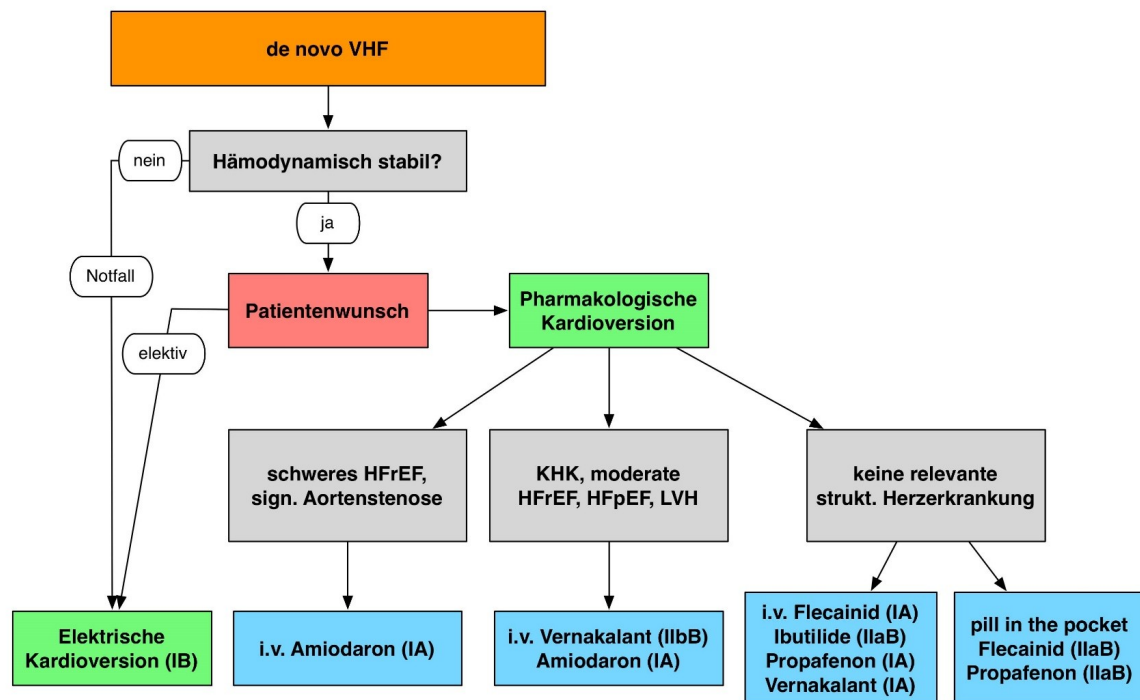 de novo VHF
Hämodynamisch stabil?
nein
ja
Notfall
Patientenwunsch
Pharmakologische
Kardioversion
elektiv
schweres HFrEF,
sign. Aortenstenose
KHK, moderate
HFrEF, HFpEF, LVH
keine relevante
strukt. Herzerkrankung
Elektrische
Kardioversion (IB)
i.v. Amiodaron (IA)
i.v. Vernakalant (IIbB)
Amiodaron (IA)
i.v. Flecainid (IA)
Ibutilide (IIaB)
Propafenon (IA)
Vernakalant (IA)
pill in the pocket
Flecainid (IIaB)
Propafenon (IIaB)